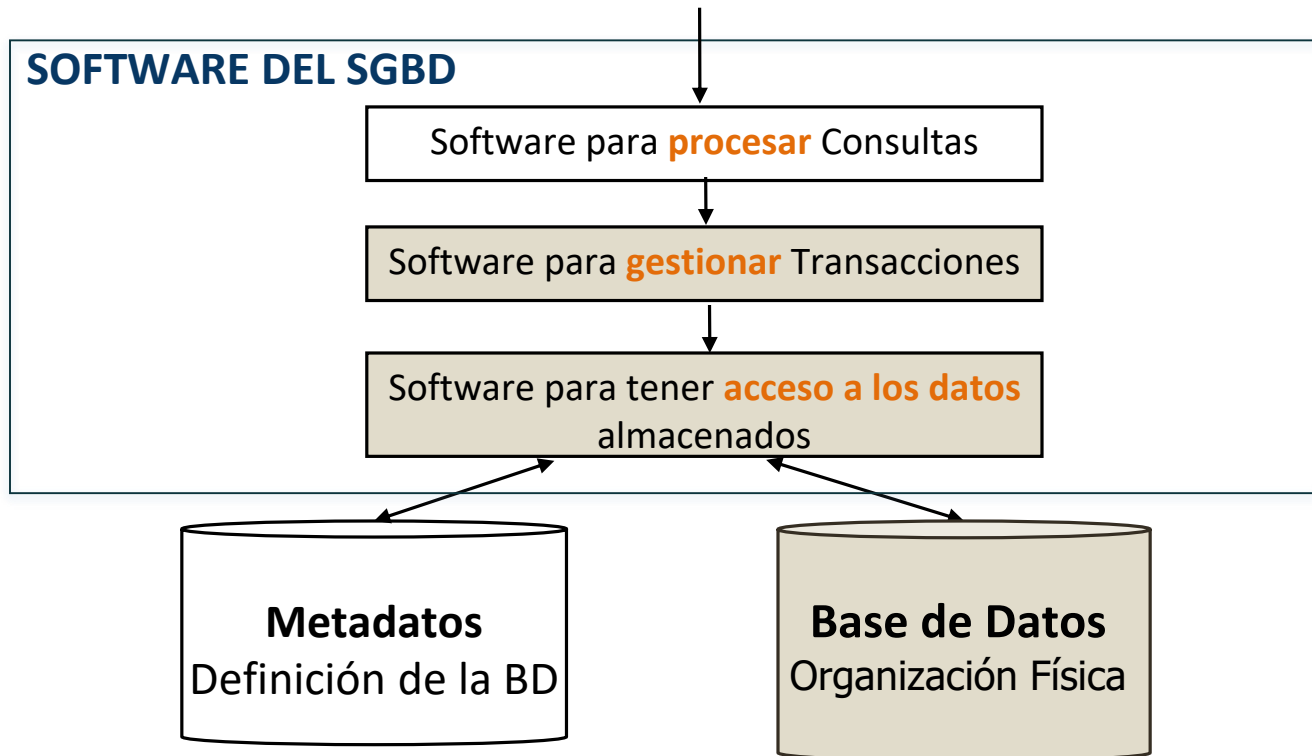 SOFTWARE DEL SGBD
Software para procesar Consultas
Software para gestionar Transacciones
Software para tener acceso a los datos
almacenados
Metadatos
Definición de la BD
Base de Datos
Organización Física